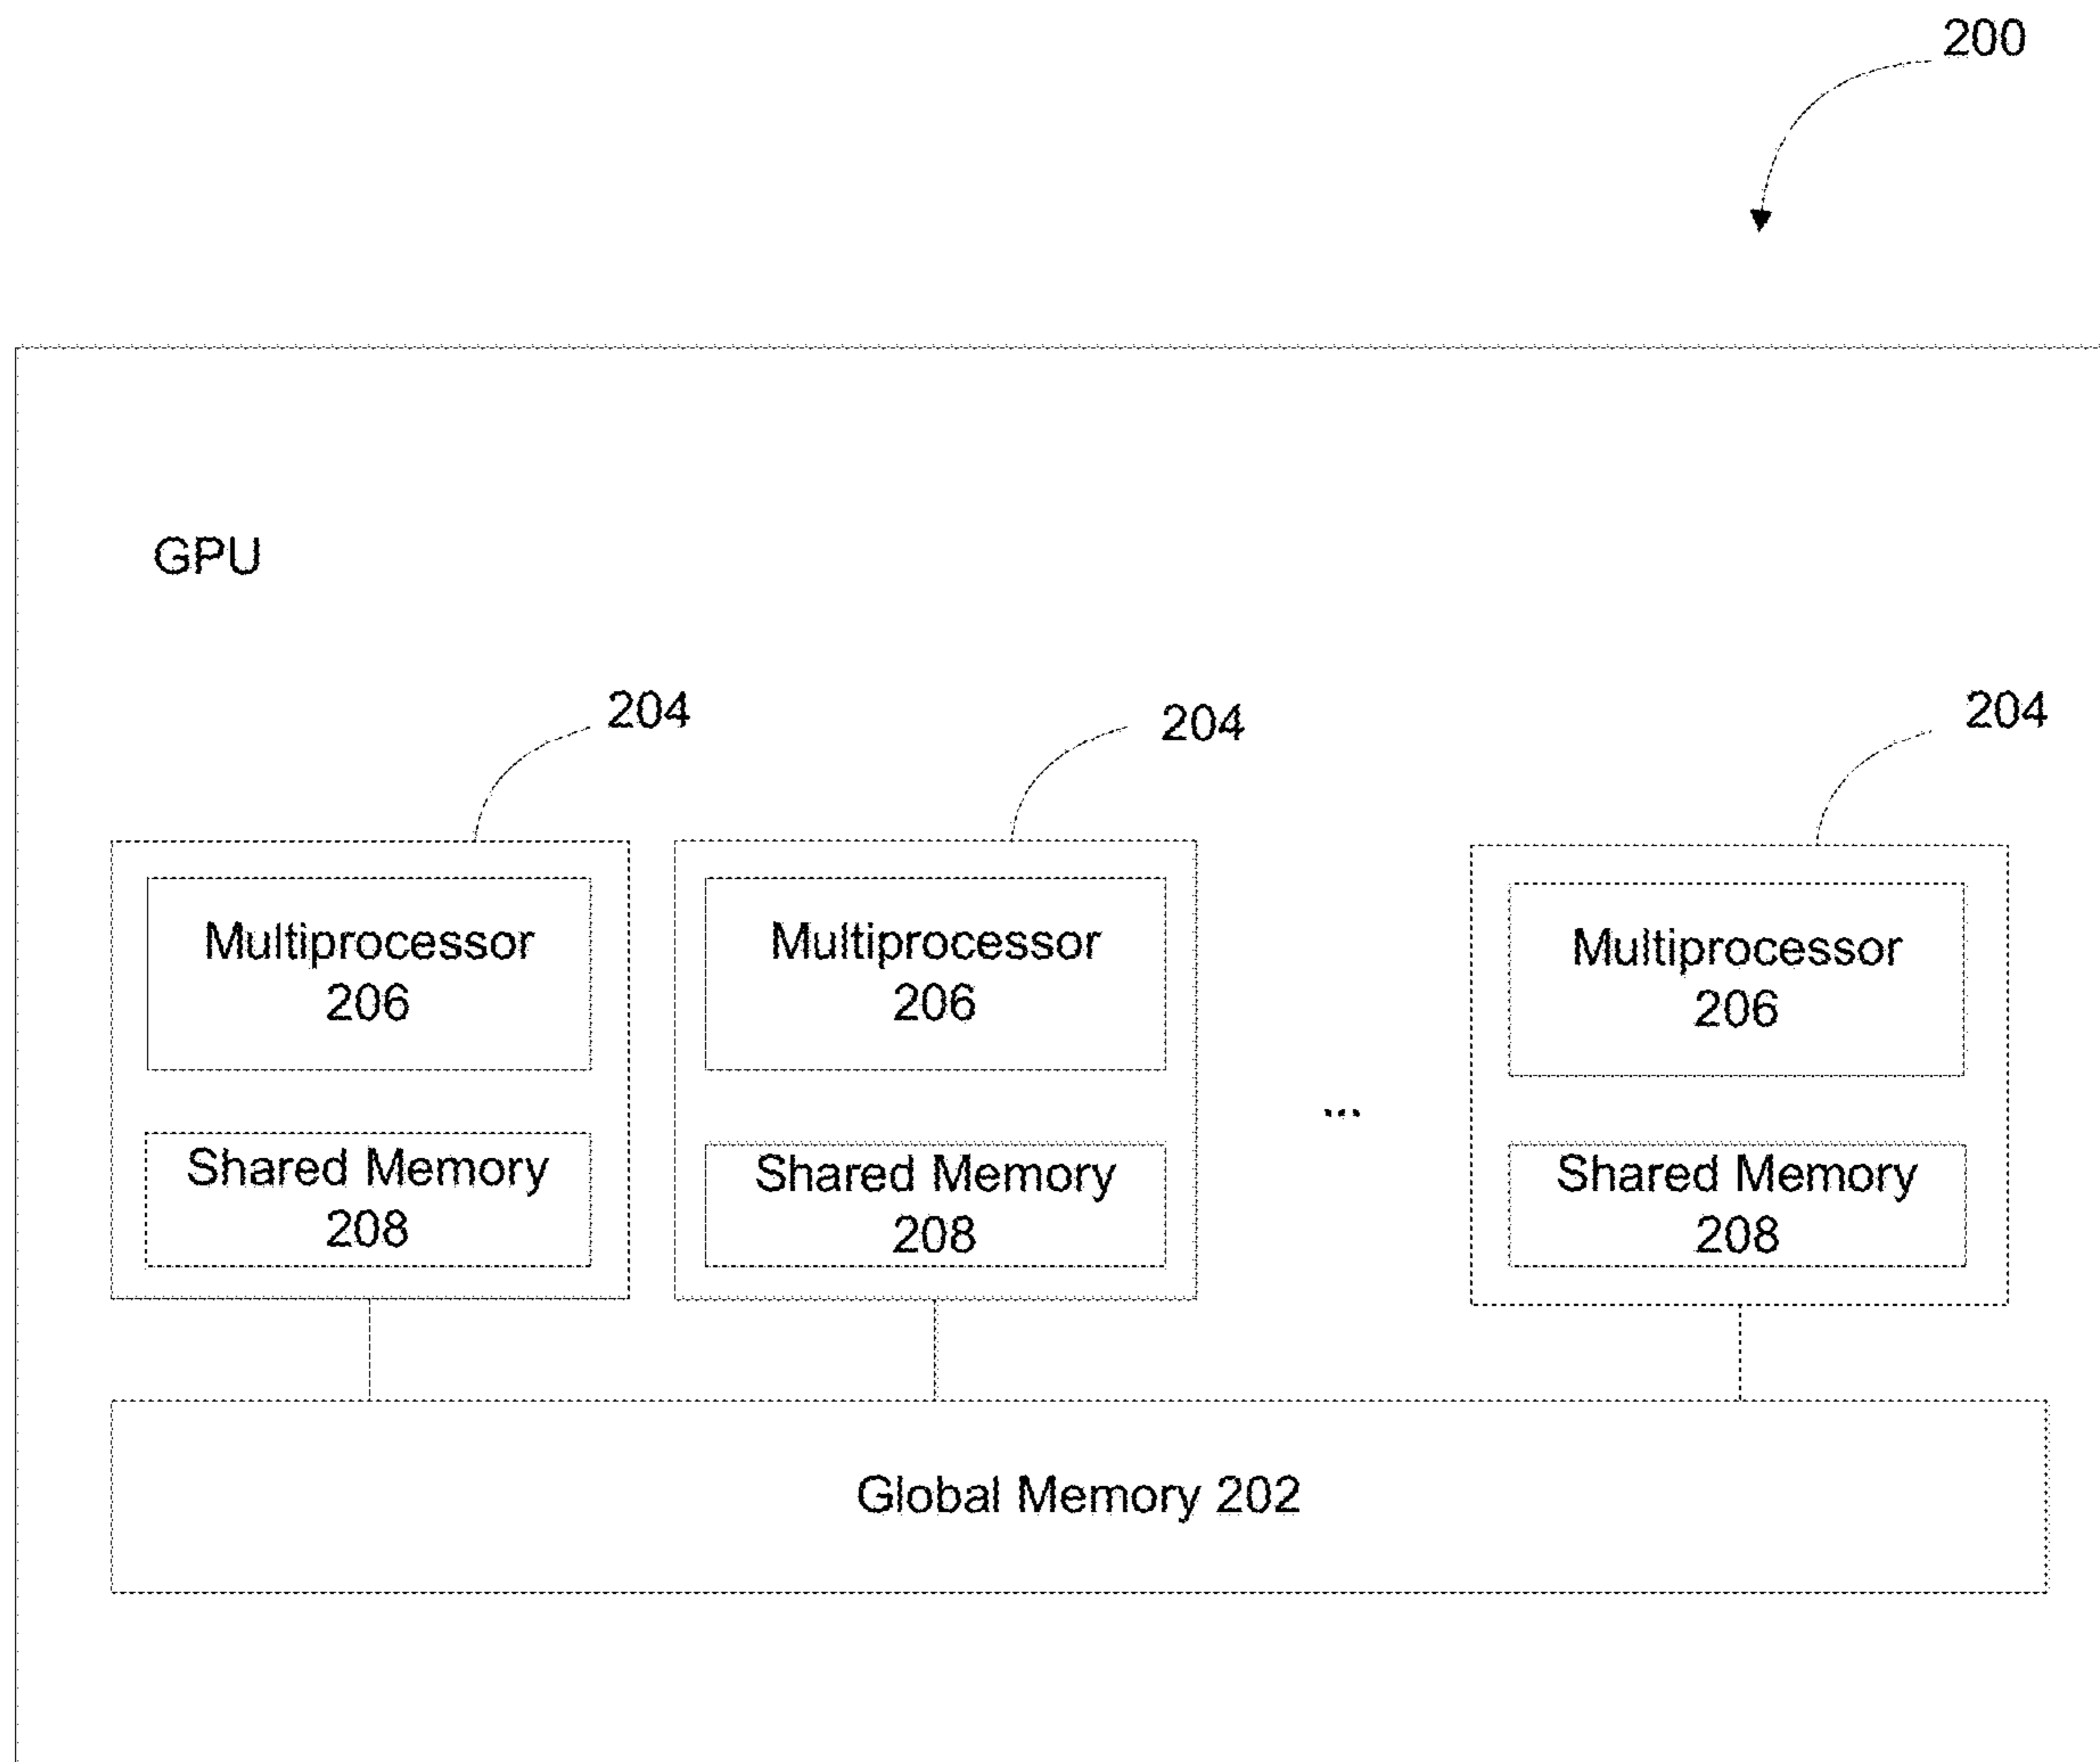 200
GPU
204
204
204
Multiprocessor
206
Multiprocessor
206
Multiprocessor
206
...
Shared Memory
208
Shared Memory
208
Shared Memory
208
Global Memory 202